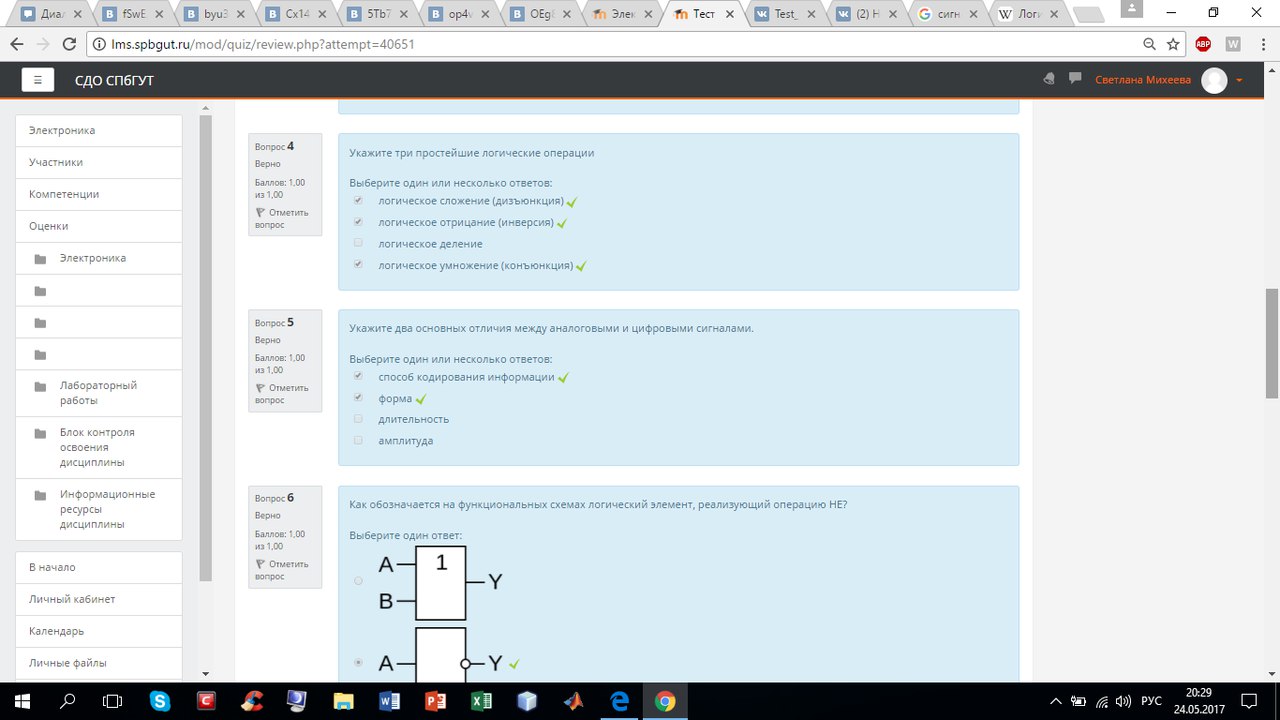 Диал
fSwE
byu3
Cx14
5Tb7
op4v
OEg8
Элек
Тест
Test_
(2) Н
сигн
Логи
lms.spbgut.ru/mod/quiz/review.php?attempt=40651
ABP
W
СДО СПбГУТ
Светлана Михеева
Электроника
Участники
Компетенции
Оценки
Электроника
Лабораторный
работы
Блок контроля
освоения
дисциплины
Информационные
ресурсы
дисциплины
В начало
Личный кабинет
Календарь
Личные файлы
Вопрос 4
Верно
Баллов: 1,00
из 1,00
Отметить
вопрос
Укажите три простейшие логические операции
Выберите один или несколько ответов:
логическое сложение (дизъюнкция)
логическое отрицание (инверсия)
логическое деление
логическое умножение (конъюнкция)
Вопрос 5
Верно
Баллов: 1,00
из 1,00
Отметить
вопрос
Укажите два основных отличия между аналоговыми и цифровыми сигналами.
Выберите один или несколько ответов:
способ кодирования информации
форма
длительность
амплитуда
Вопрос 6
Верно
Баллов: 1,00
из 1,00
Отметить
вопрос
Как обозначается на функциональных схемах логический элемент, реализующий операцию НЕ?
Выберите один ответ:
A 1
Y
B
A Y
РУС
20:29
24.05.2017